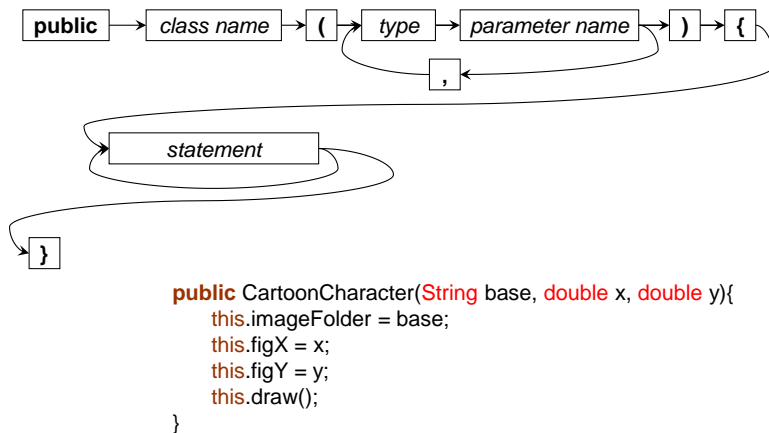 public class name ( type parameter name ) {
,
statement
}
public CartoonCharacter(String base, double x, double y){
this.imageFolder = base;
this.figX = x;
this.figY = y;
this.draw();
}